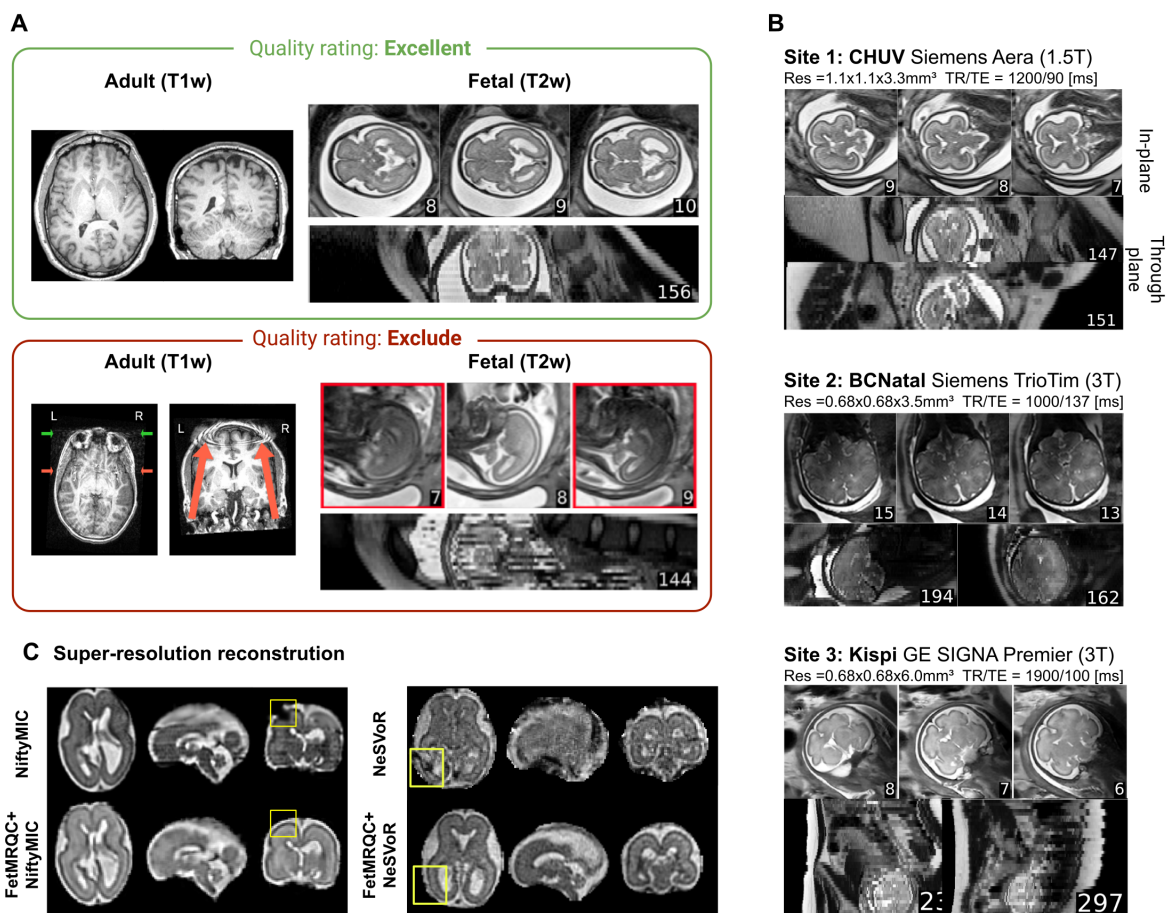 A
Quality rating: Excellent
Adult (T1w)
Fetal (T2w)
8
9
10
156
Quality rating: Exclude
Adult (T1w)
Fetal (T2w)
L
R
L
R
7
8
9
144
B
Site 1: CHUV Siemens Aera (1.5T)
Res =1.1x1.1x3.3mm³ TR/TE = 1200/90 [ms]
9
8
7
In-plane
147
151
Through
plane
Site 2: BCNatal Siemens TrioTim (3T)
Res =0.68x0.68x3.5mm³ TR/TE = 1000/137 [ms]
15
14
13
194
162
Site 3: Kispi GE SIGNA Premier (3T)
Res =0.68x0.68x6.0mm³ TR/TE = 1900/100 [ms]
8
7
6
297
C Super-resolution reconstrution
NiftyMIC
FetMRQC+
NiftyMIC
NeSVoR
FetMRQC+
NeSVoR